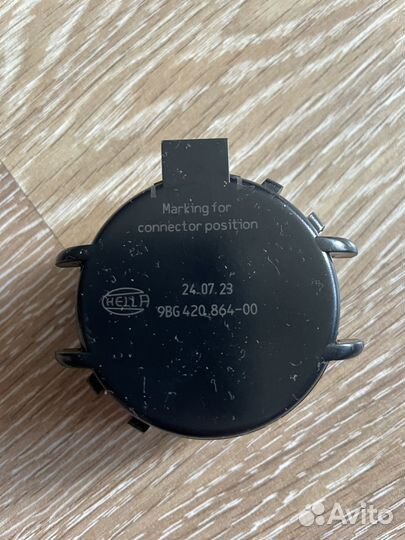 Marking for
connector position
24.07.23
HELLA
9BG 420 864-00
Avito